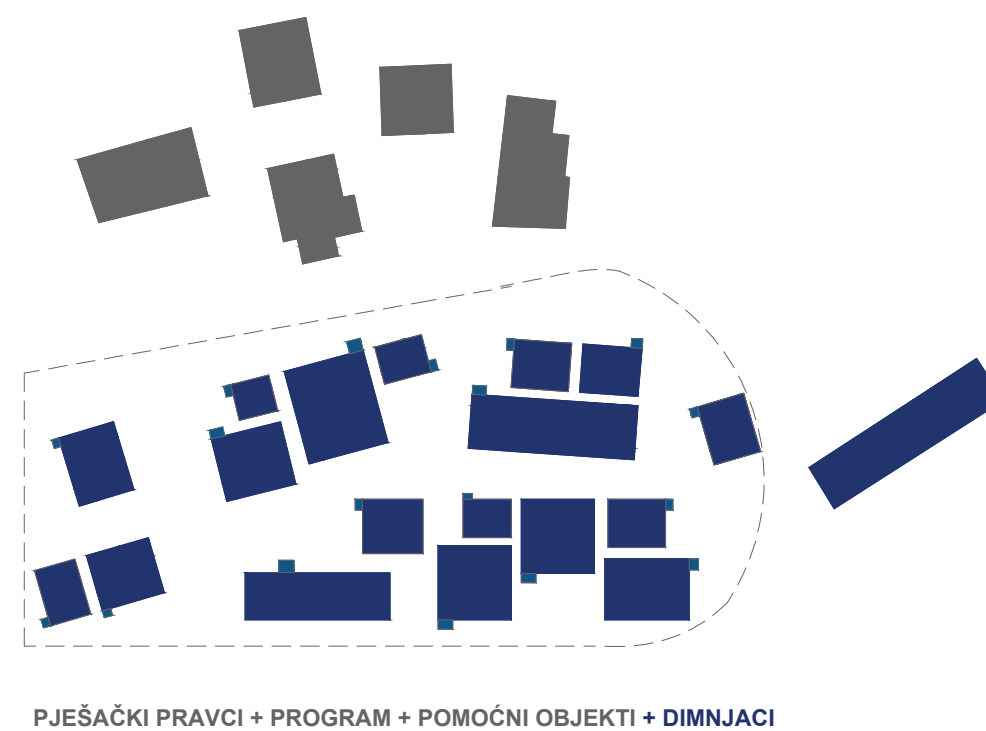 PJEŠAČKI PRAVCI + PROGRAM + POMOĆNI OBJEKTI + DIMNJACI